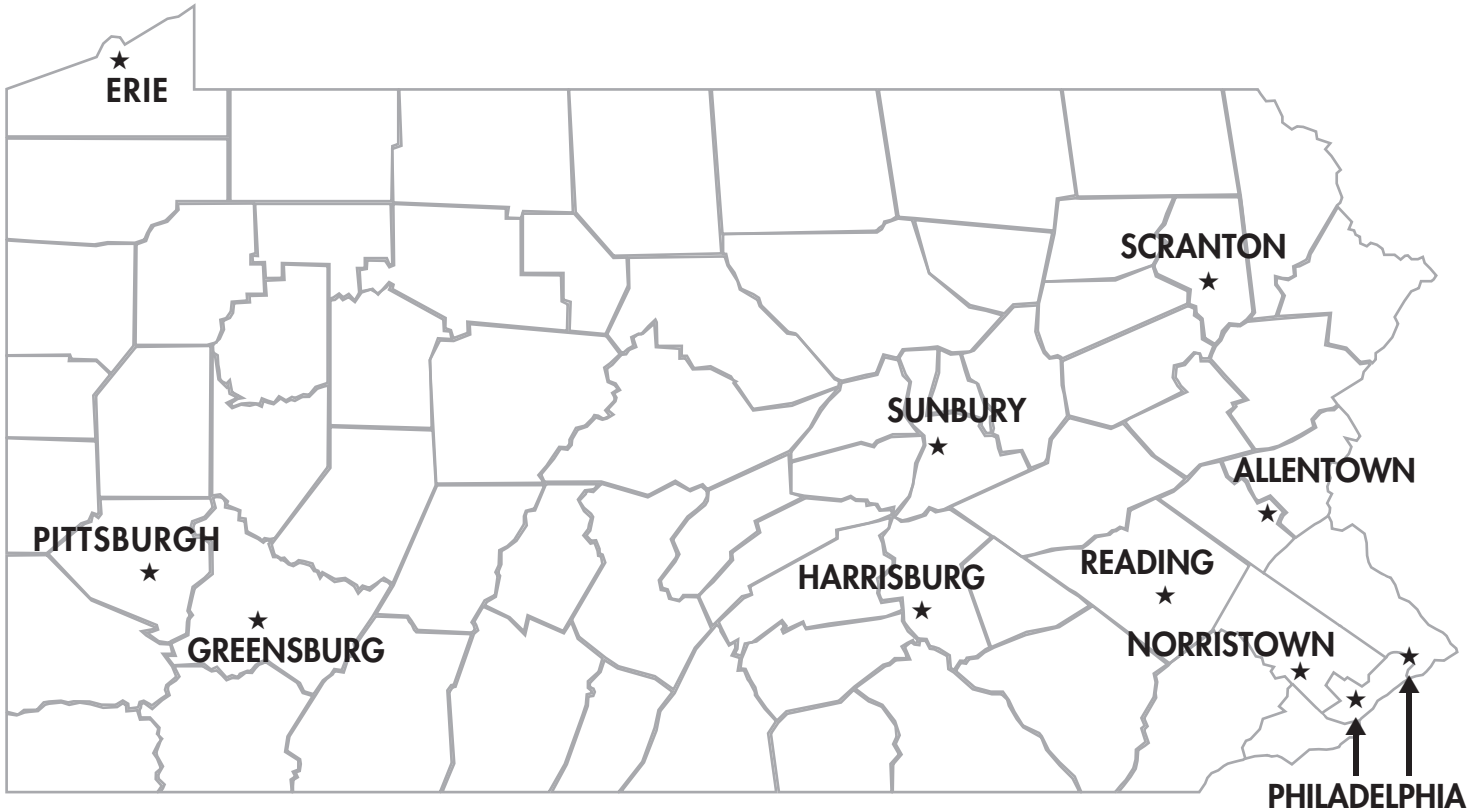 ERIE
SCRANTON
SUNBURY
ALLENTOWN
PITTSBURGH
READING
HARRISBURG
NORRISTOWN
GREENSBURG
PHILADELPHIA